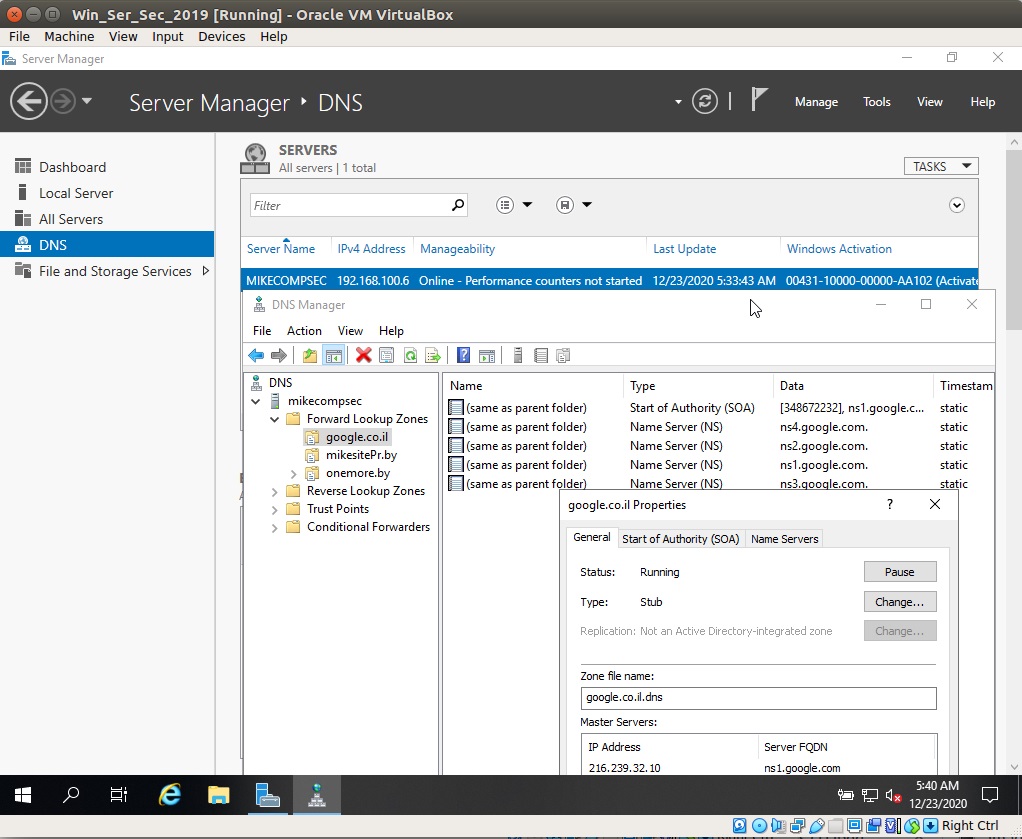 Win_Ser_Sec_2019 [Running] - Oracle VM VirtualBox
File Machine View Input Devices Help
Server Manager
Server Manager DNS
Manage Tools View Help
Dashboard
Local Server
All Servers
DNS
File and Storage Services
SERVERS
All servers | 1 total
TASKS
Filter
Server Name IPv4 Address Manageability Last Update Windows Activation
MIKECOMPSEC 192.168.100.6 Online - Performance counters not started 12/23/2020 5:33:43 AM 00431-10000-00000-AA102 (Activate
DNS Manager
File Action View Help
DNS
mikecompsec
Forward Lookup Zones
google.co.il
mikesitePr.by
onemore.by
Reverse Lookup Zones
Trust Points
Conditional Forwarders
Name Type Data Timestam
(same as parent folder) Start of Authority (SOA) [348672232], ns1.google.c... static
(same as parent folder) Name Server (NS) ns4.google.com. static
(same as parent folder) Name Server (NS) ns2.google.com. static
(same as parent folder) Name Server (NS) ns1.google.com. static
(same as parent folder) Name Server (NS) ns3.google.com. static
google.co.il Properties
General Start of Authority (SOA) Name Servers
Status: Running Pause
Type: Stub Change...
Replication: Not an Active Directory-integrated zone Change...
Zone file name:
google.co.il.dns
Master Servers:
IP Address Server FQDN
216.239.32.10 ns1.google.com
5:40 AM
12/23/2020
Right Ctrl